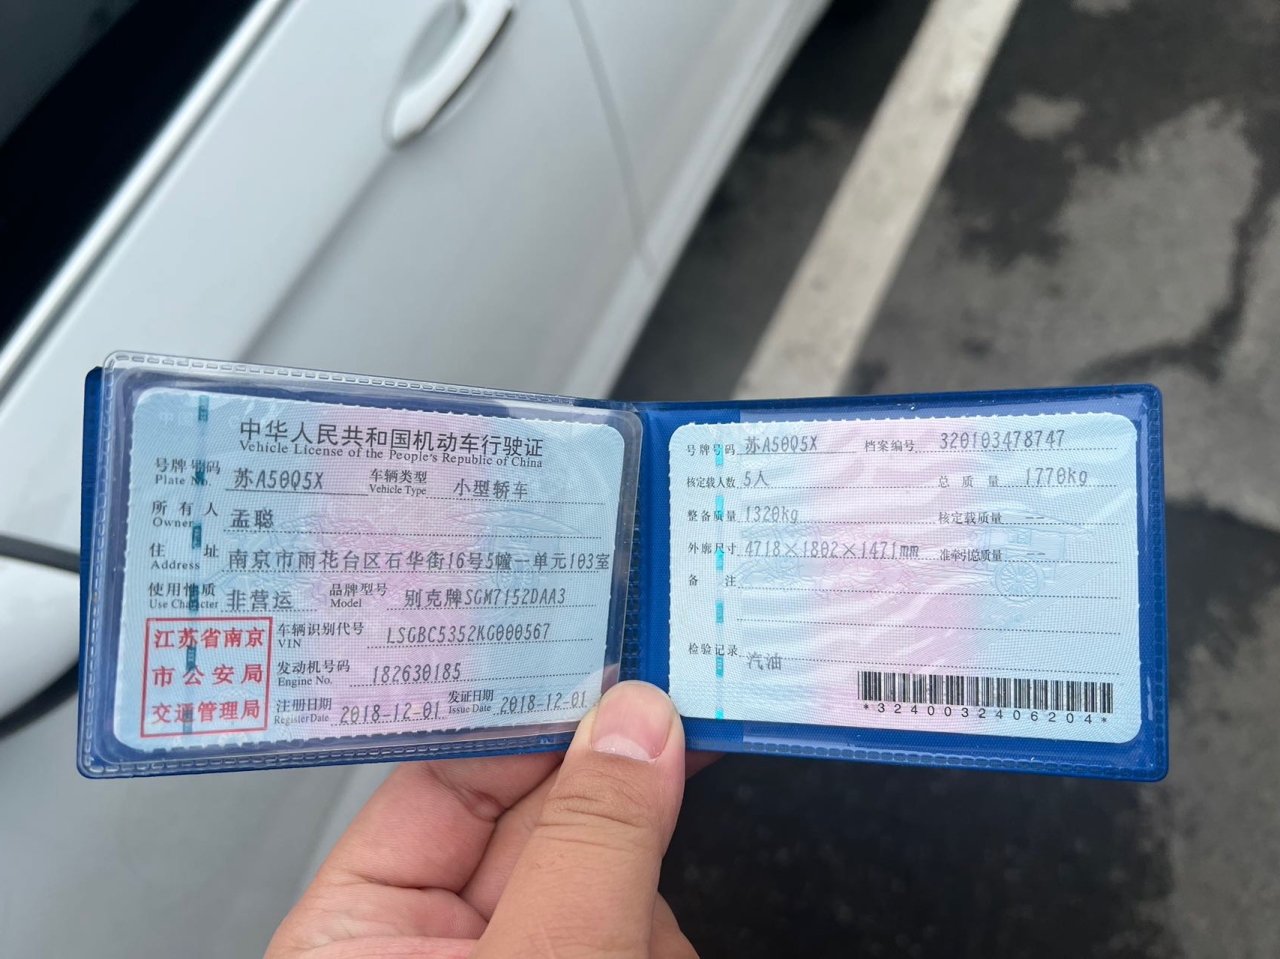 中华人民共和国机动车行驶证
Vehicle License of the People's Republic of China
号牌号码 苏A50Q5X 车辆类型 小型轿车
Plate No. Vehicle Type
所有人 孟聪
Owner
住址 南京市雨花台区石华街16号5幢一单元103室
Address
使用性质 非营运 品牌型号 别克牌SGM7152DAA3
Use Character Model
江苏省南京
市公安局
交通管理局
车辆识别代号 LSGBC5352KG000567
VIN
发动机号码 182630185
Engine No.
注册日期 2018-12-01 发证日期 2018-12-01
Register Date Issue Date
号牌号码 苏A50Q5X 档案编号 320103478747
核定载人数 5人 总质量 1770kg
整备质量 1320kg 核定载质量 --
外廓尺寸 4718×1802×1471mm 准牵引总质量 --
备注
检验记录 汽油
*3240032406204*